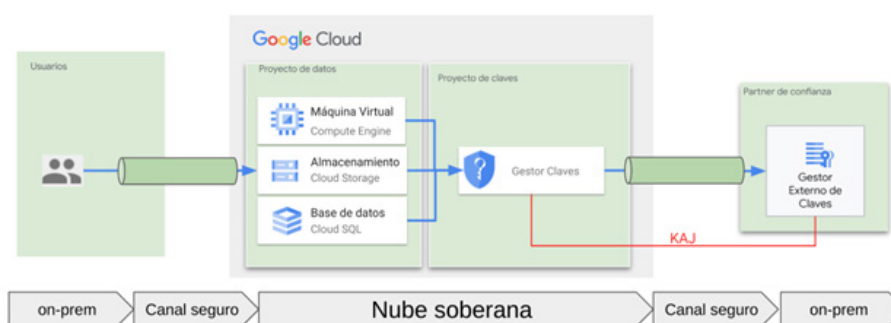 Google Cloud
Usuarios
Proyecto de datos
Proyecto de claves
Partner de confianza
Máquina Virtual
Compute Engine
Almacenamiento
Cloud Storage
Base de datos
Cloud SQL
Gestor Claves
Gestor
Externo de
Claves
KAJ
on-prem
Canal seguro
Nube soberana
Canal seguro
on-prem